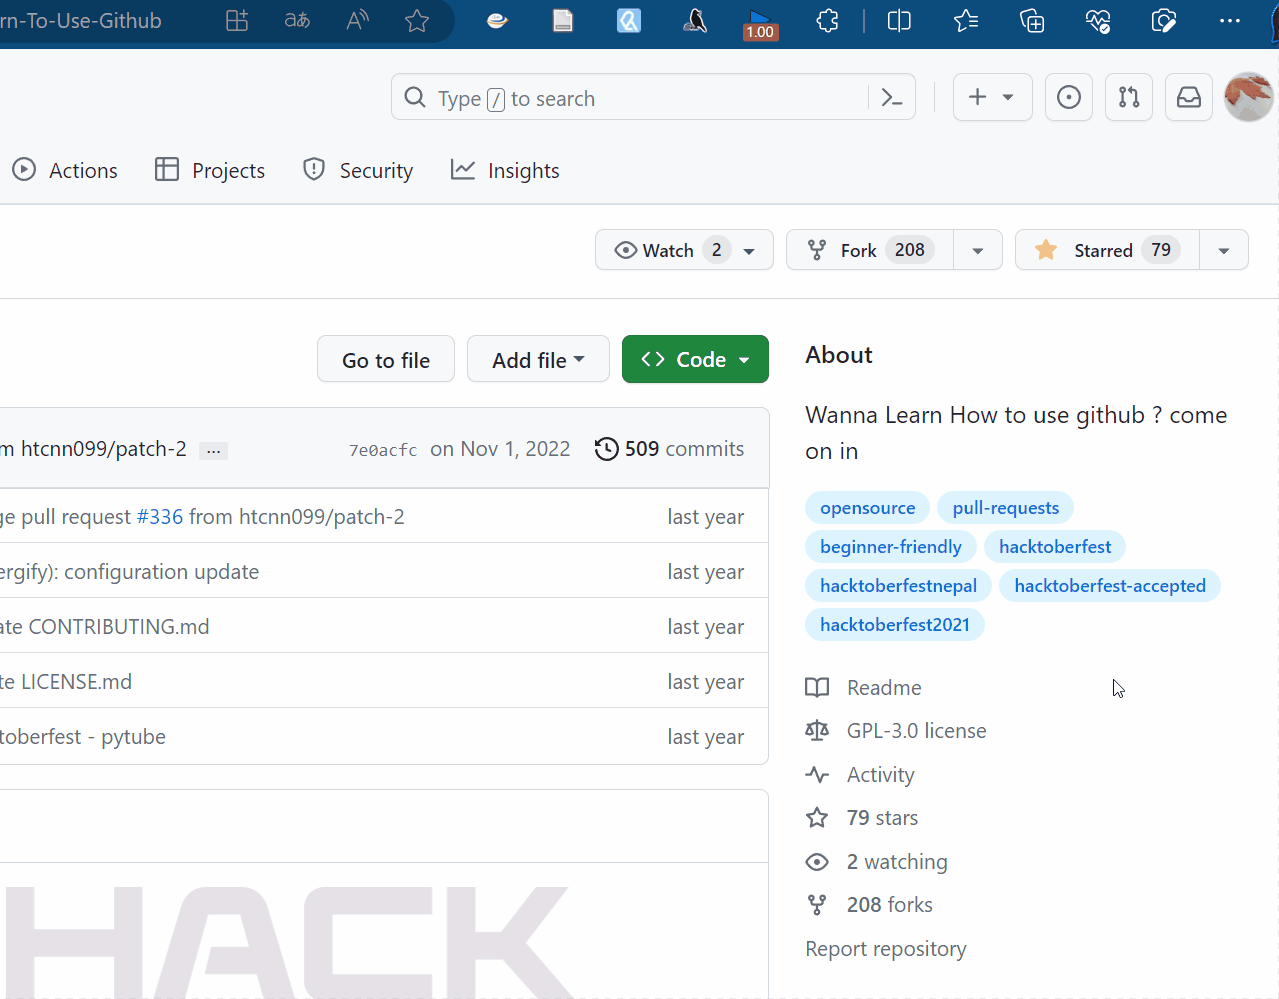 rn-To-Use-Github
aあ
A
1.00
Type / to search
Actions
Projects
Security
Insights
Watch 2
Fork 208
Starred 79
Go to file
Add file
<> Code
About
Wanna Learn How to use github ? come
on in
m htcnn099/patch-2 ...
7e0acfc on Nov 1, 2022
509 commits
ge pull request #336 from htcnn099/patch-2
last year
ergify): configuration update
last year
ate CONTRIBUTING.md
last year
te LICENSE.md
last year
toberfest - pytube
last year
opensource
pull-requests
beginner-friendly
hacktoberfest
hacktoberfestnepal
hacktoberfest-accepted
hacktoberfest2021
Readme
GPL-3.0 license
Activity
79 stars
2 watching
208 forks
Report repository
HACK